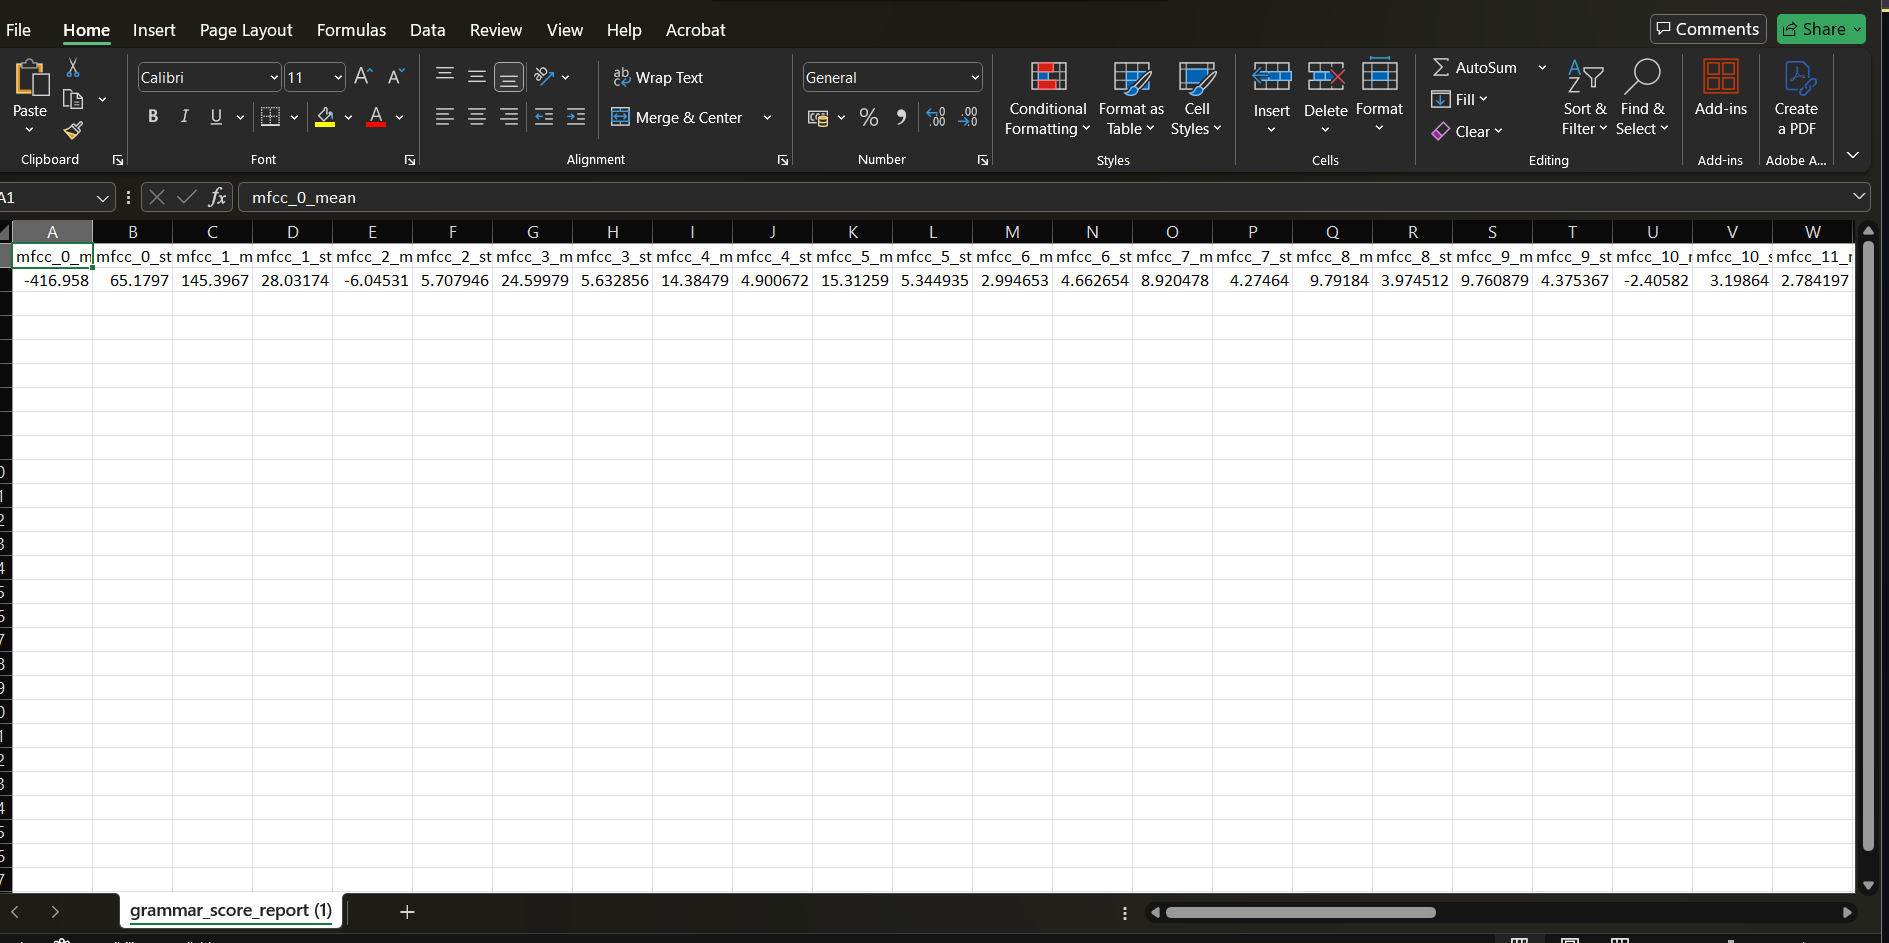 File Home Insert Page Layout Formulas Data Review View Help Acrobat Comments Share
Paste
Clipboard
Calibri 11
B I U
Font
Wrap Text
Merge & Center
Alignment
General
Number
Conditional Formatting
Format as Table
Cell Styles
Styles
Insert Delete Format
Cells
AutoSum
Fill
Clear
Sort & Filter
Find & Select
Editing
Add-ins
Add-ins
Create a PDF
Adobe A...
A1 fx mfcc_0_mean
A B C D E F G H I J K L M N O P Q R S T U V W
mfcc_0_m mfcc_0_st mfcc_1_m mfcc_1_st mfcc_2_m mfcc_2_st mfcc_3_m mfcc_3_st mfcc_4_m mfcc_4_st mfcc_5_m mfcc_5_st mfcc_6_m mfcc_6_st mfcc_7_m mfcc_7_st mfcc_8_m mfcc_8_st mfcc_9_m mfcc_9_st mfcc_10_ mfcc_10_s mfcc_11_
-416.958 65.1797 145.3967 28.03174 -6.04531 5.707946 24.59979 5.632856 14.38479 4.900672 15.31259 5.344935 2.994653 4.662654 8.920478 4.27464 9.79184 3.974512 9.760879 4.375367 -2.40582 3.19864 2.784197
grammar_score_report (1)